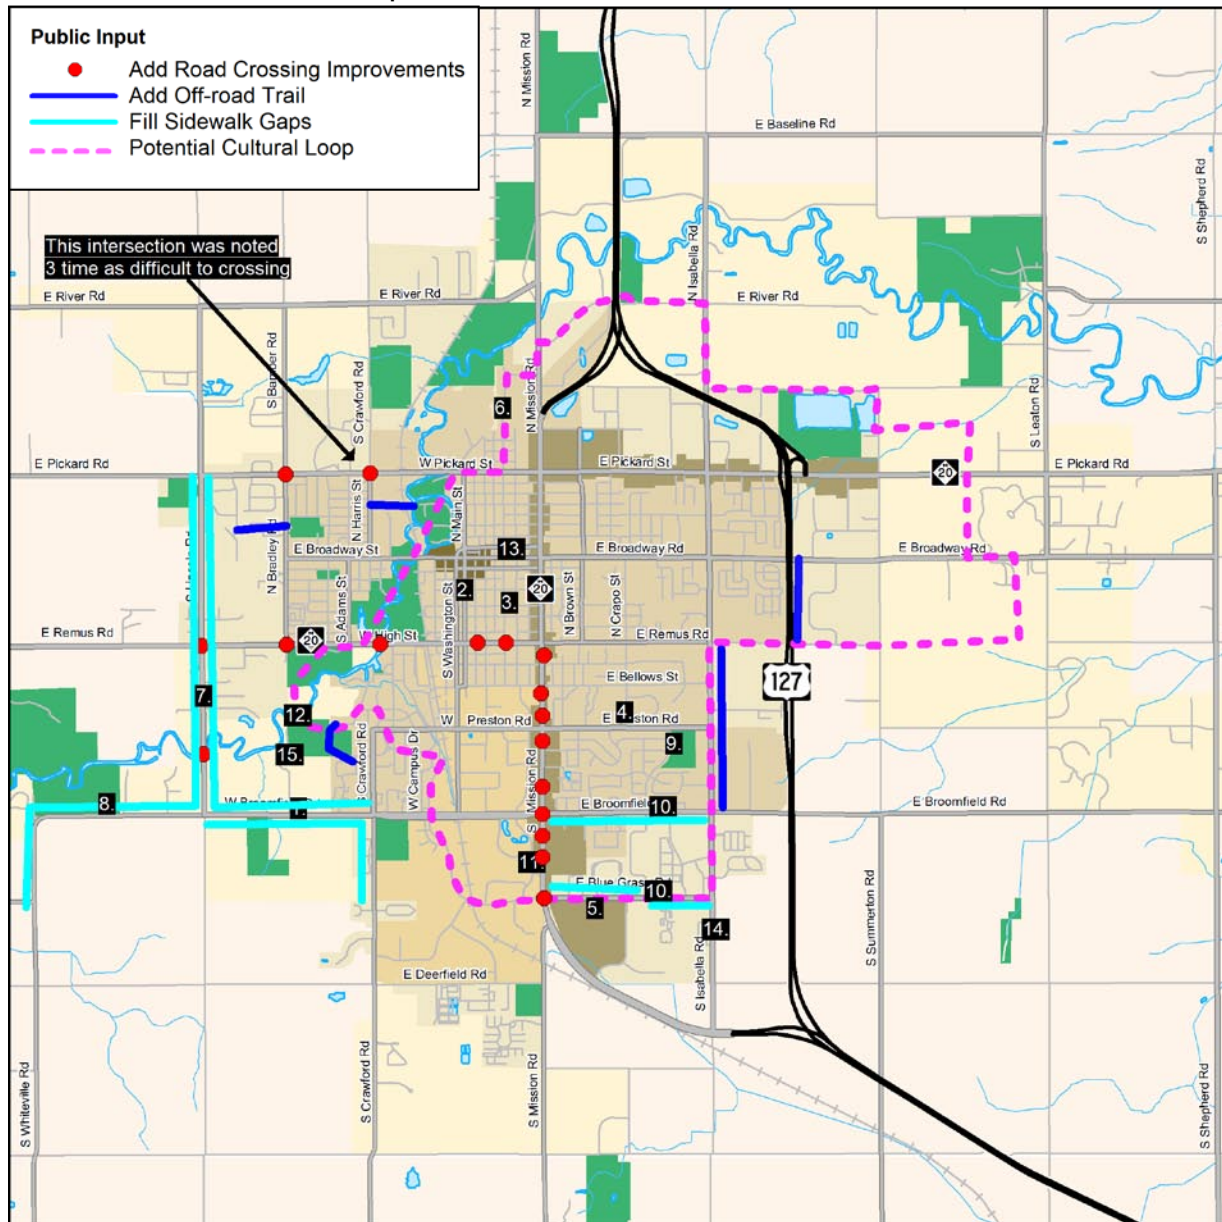 Public Input
Add Road Crossing Improvements
Add Off-road Trail
Fill Sidewalk Gaps
Potential Cultural Loop
This intersection was noted
3 time as difficult to crossing
N Mission Rd
E Baseline Rd
S Shepherd Rd
N Isabella Rd
E River Rd
E River Rd
E River Rd
S Bamber Rd
S Crawford Rd
N Mission Rd
S Leaton Rd
6.
E Pickard Rd
W Pickard St
E Pickard St
E Pickard Rd
20
N Harris St
N Main St
N Bradley Rd
E Broadway St
13.
E Broadway Rd
E Broadway Rd
S Adams St
2.
3.
20
N Brown St
N Crapo St
S Washington St
E Remus Rd
20
W High St
E Remus Rd
E Bellows St
127
7.
12.
W Preston Rd
4.
15.
9.
S Crawford Rd
W Campus Dr
S Mission Rd
8.
1.
10.
E Broomfield
E Broomfield Rd
11.
E Blue Grass Rd
10.
5.
14.
S Summerton Rd
S Isabella Rd
E Deerfield Rd
S Whiteville Rd
S Crawford Rd
S Mission Rd
S Shepherd Rd